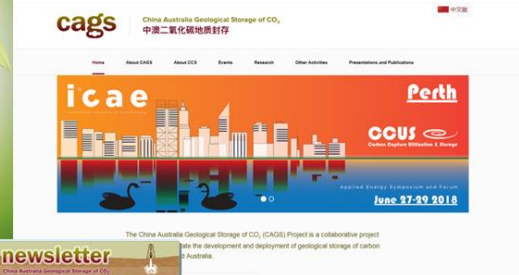 中文版
cags
China Australia Geological Storage of CO₂
中澳二氧化碳地质封存
Home About CAGS About CCS Events Research Other Activities Presentations and Publications
icae
Perth
CCUS
Carbon Capture Utilization & Storage
Applied Energy Symposium and Forum
June 27-29 2018
The China Australia Geological Storage of CO₂ (CAGS) Project is a collaborative project
ate the development and deployment of geological storage of carbon
d Australia.
newsletter
China Australia Geological Storage of CO₂